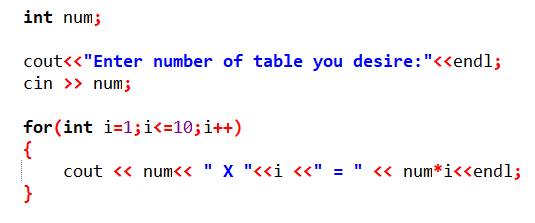 int num;
cout<<"Enter number of table you desire:"<<endl;
cin >> num;
for(int i=1;i<=10;i++)
{
cout << num<< " X "<<i <<" = " << num*i<<endl;
}